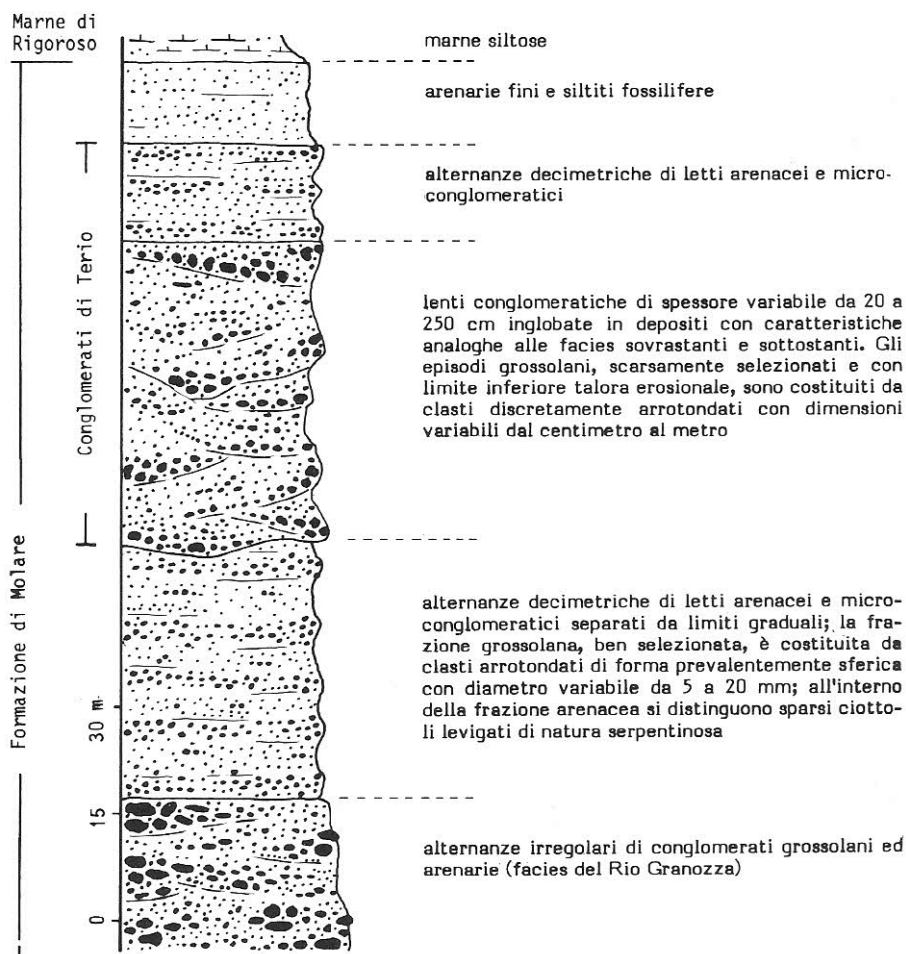 Marne di
Rigoroso
marne siltose
arenarie fini e siltiti fossilifere
alternanze decimetriche di letti arenacei e micro-
conglomeratici
Conglomerati di Terio
lenti conglomeratiche di spessore variabile da 20 a
250 cm inglobate in depositi con caratteristiche
analoghe alle facies sovrastanti e sottostanti. Gli
episodi grossolani, scarsamente selezionati e con
limite inferiore talora erosionale, sono costituiti da
clasti discretamente arrotondati con dimensioni
variabili dal centimetro al metro
Formazione di Molare
alternanze decimetriche di letti arenacei e micro-
conglomeratici separati da limiti graduali; la fra-
zione grossolana, ben selezionata, è costituita da
clasti arrotondati di forma prevalentemente sferica
con diametro variabile da 5 a 20 mm; all'interno
della frazione arenacea si distinguono sparsi ciotto-
li levigati di natura serpentinosa
30 m
15
alternanze irregolari di conglomerati grossolani ed
arenarie (facies del Rio Granozza)
0